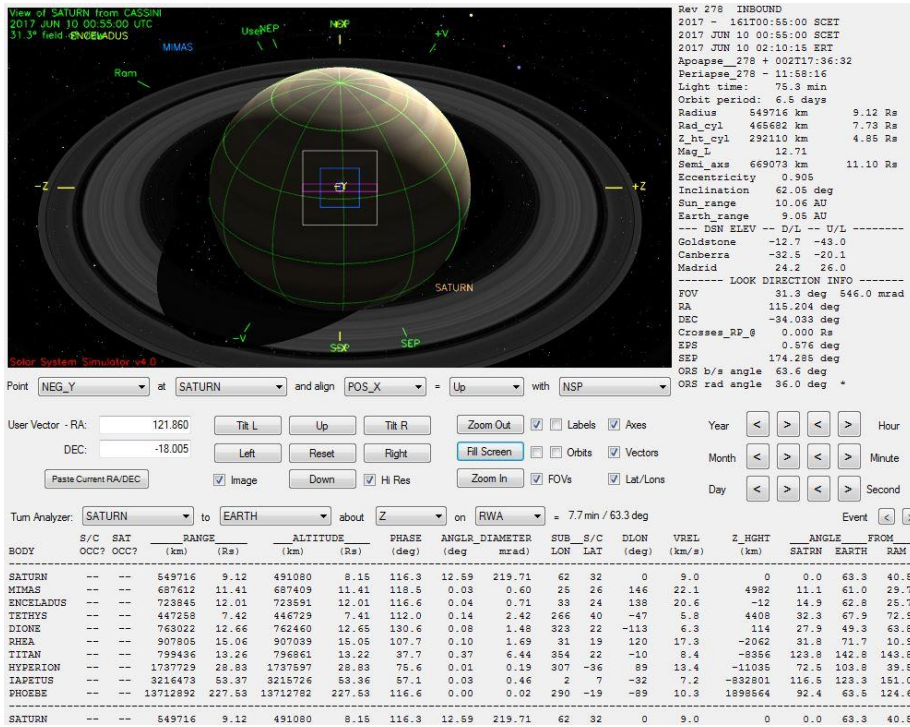 View of SATURN from CASSINI
2017 JUN 10 00:55:00 UTC
31.3° field
ENCELADUS
MIMAS
Ram
NEP
NSP
+V
-Z
+Y
+Z
SATURN
-V
SEP
Solar System Simulator v4.0
Rev 278 INBOUND
2017 - 161T00:55:00 SCET
2017 JUN 10 00:55:00 SCET
2017 JUN 10 02:10:15 ERT
Apoapse_278 + 002T17:36:32
Periapse_278 - 11:58:16
Light time: 75.3 min
Orbit period: 6.5 days
Radius 549716 km 9.12 Rs
Rad_cyl 465682 km 7.73 Rs
Z_ht_cyl 292110 km 4.85 Rs
Mag_L 12.71
Semi_axs 669073 km 11.10 Rs
Eccentricity 0.905
Inclination 62.05 deg
Sun_range 10.06 AU
Earth_range 9.05 AU
--- DSN ELEV -- D/L -- U/L --------
Goldstone -12.7 -43.0
Canberra -32.5 -20.1
Madrid 24.2 26.0
------- LOOK DIRECTION INFO -------
FOV 31.3 deg 546.0 mrad
RA 115.204 deg
DEC -34.033 deg
Crosses_RP_@ 0.000 Rs
EPS 0.576 deg
SEP 174.285 deg
ORS b/s angle 63.6 deg
ORS rad angle 36.0 deg *
Point NEG_Y at SATURN and align POS_X = Up with NSP
User Vector - RA: 121.860 Tilt L Up Tilt R Zoom Out Labels Axes Year < > < > Hour
DEC: -18.005 Left Reset Right Fill Screen Orbits Vectors Month < > < > Minute
Paste Current RA/DEC Image Down Hi Res Zoom In FOVs Lat/Lons Day < > < > Second
Turn Analyzer: SATURN to EARTH about Z on RWA = 7.7 min / 63.3 deg Event <
S/C SAT RANGE ALTITUDE PHASE ANGLR_DIAMETER SUB_S/C DLON VREL Z_HGHT ANGLE FROM
BODY OCC? OCC? (km) (Rs) (km) (Rs) (deg) (deg mrad) LON LAT (deg) (km/s) (km) SATRN EARTH RAM
SATURN -- -- 549716 9.12 491080 8.15 116.3 12.59 219.71 62 32 0 9.0 0 0.0 63.3 40.5
MIMAS -- -- 687612 11.41 687409 11.41 118.5 0.03 0.60 25 26 146 22.1 4982 11.1 61.0 29.7
ENCELADUS -- -- 723845 12.01 723591 12.01 116.6 0.04 0.71 33 24 138 20.6 -12 14.9 62.8 25.7
TETHYS -- -- 447258 7.42 446729 7.41 112.0 0.14 2.42 266 40 -47 5.8 4408 32.3 67.9 72.9
DIONE -- -- 763022 12.66 762460 12.65 130.6 0.08 1.48 323 22 -113 6.3 114 27.9 49.3 63.8
RHEA -- -- 907805 15.06 907039 15.05 107.7 0.10 1.69 31 19 120 17.3 -2062 31.8 71.7 10.9
TITAN -- -- 799436 13.26 796861 13.22 37.7 0.37 6.44 354 22 -10 8.4 -8356 123.8 142.8 143.8
HYPERION -- -- 1737729 28.83 1737597 28.83 75.6 0.01 0.19 307 -36 89 13.4 -11035 72.5 103.8 39.5
IAPETUS -- -- 3216473 53.37 3215726 53.36 57.1 0.03 0.46 2 7 -32 7.2 -832801 116.5 123.3 151.0
PHOEBE -- -- 13712892 227.53 13712782 227.53 116.6 0.00 0.02 290 -19 -89 10.3 1898564 92.4 63.5 124.6
SATURN -- -- 549716 9.12 491080 8.15 116.3 12.59 219.71 62 32 0 9.0 0 0.0 63.3 40.5